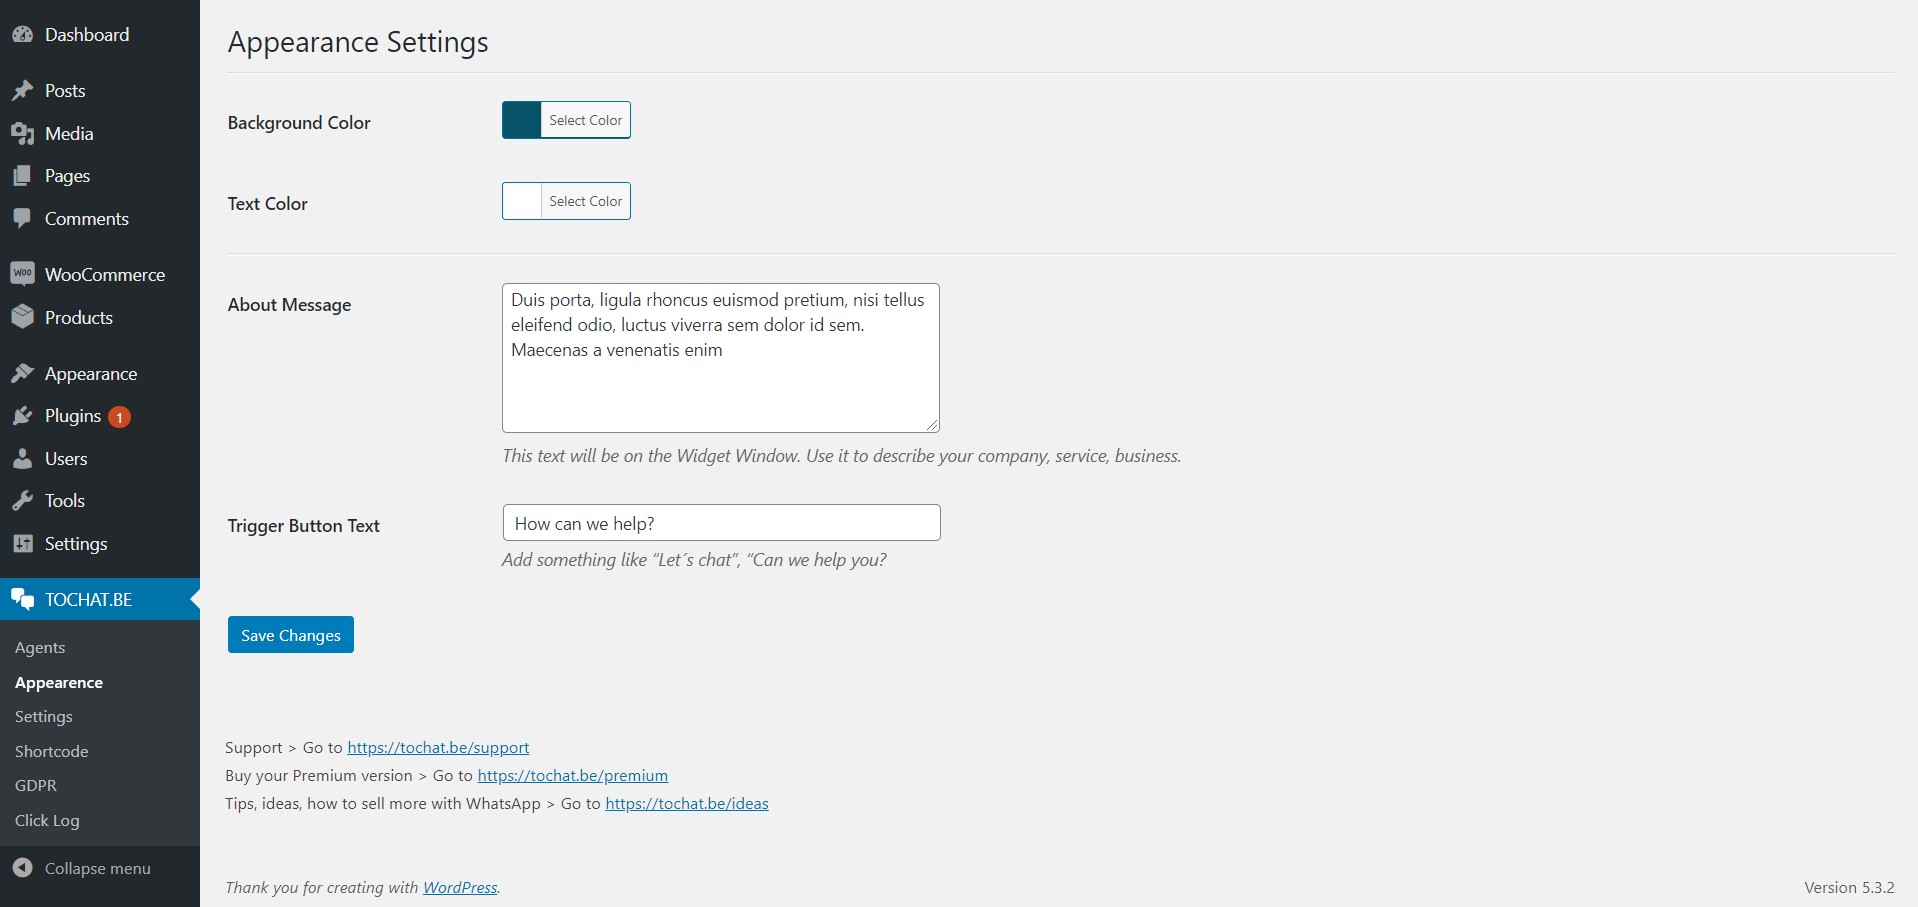 Dashboard
Posts
Media
Pages
Comments
WOO
WooCommerce
Products
Appearance
Plugins 1
Users
Tools
Settings
TOCHAT.BE
Agents
Appearence
Settings
Shortcode
GDPR
Click Log
Collapse menu
Appearance Settings
Background Color
Select Color
Text Color
Select Color
About Message
Duis porta, ligula rhoncus euismod pretium, nisi tellus
eleifend odio, luctus viverra sem dolor id sem.
Maecenas a venenatis enim
This text will be on the Widget Window. Use it to describe your company, service, business.
Trigger Button Text
How can we help?
Add something like “Let´s chat”, “Can we help you?
Save Changes
Support > Go to https://tochat.be/support
Buy your Premium version > Go to https://tochat.be/premium
Tips, ideas, how to sell more with WhatsApp > Go to https://tochat.be/ideas
Thank you for creating with WordPress.
Version 5.3.2